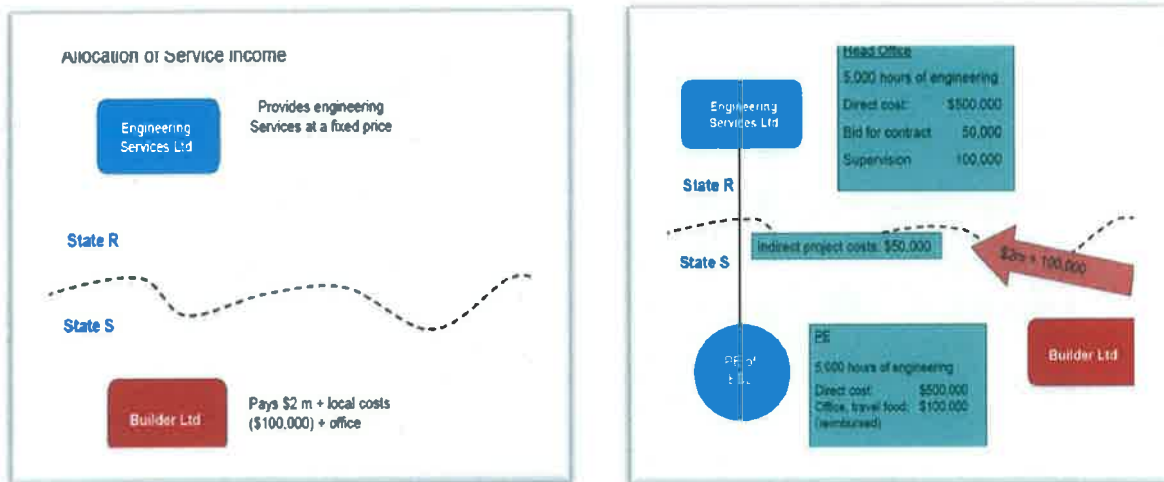 Allocation of Service Income
Engineering
Services Ltd
Provides engineering
Services at a fixed price
State R
State S
Builder Ltd
Pays $2 m + local costs
($100,000) + office
Engineering
Services Ltd
Head Office
5,000 hours of engineering
Direct cost: $500,000
Bid for contract 50,000
Supervision 100,000
State R
State S
Indirect project costs: $50,000
$2m + 100,000
PE of
PE
5,000 hours of engineering
Direct cost: $500,000
Office, travel food: $100,000
(reimbursed)
Builder Ltd